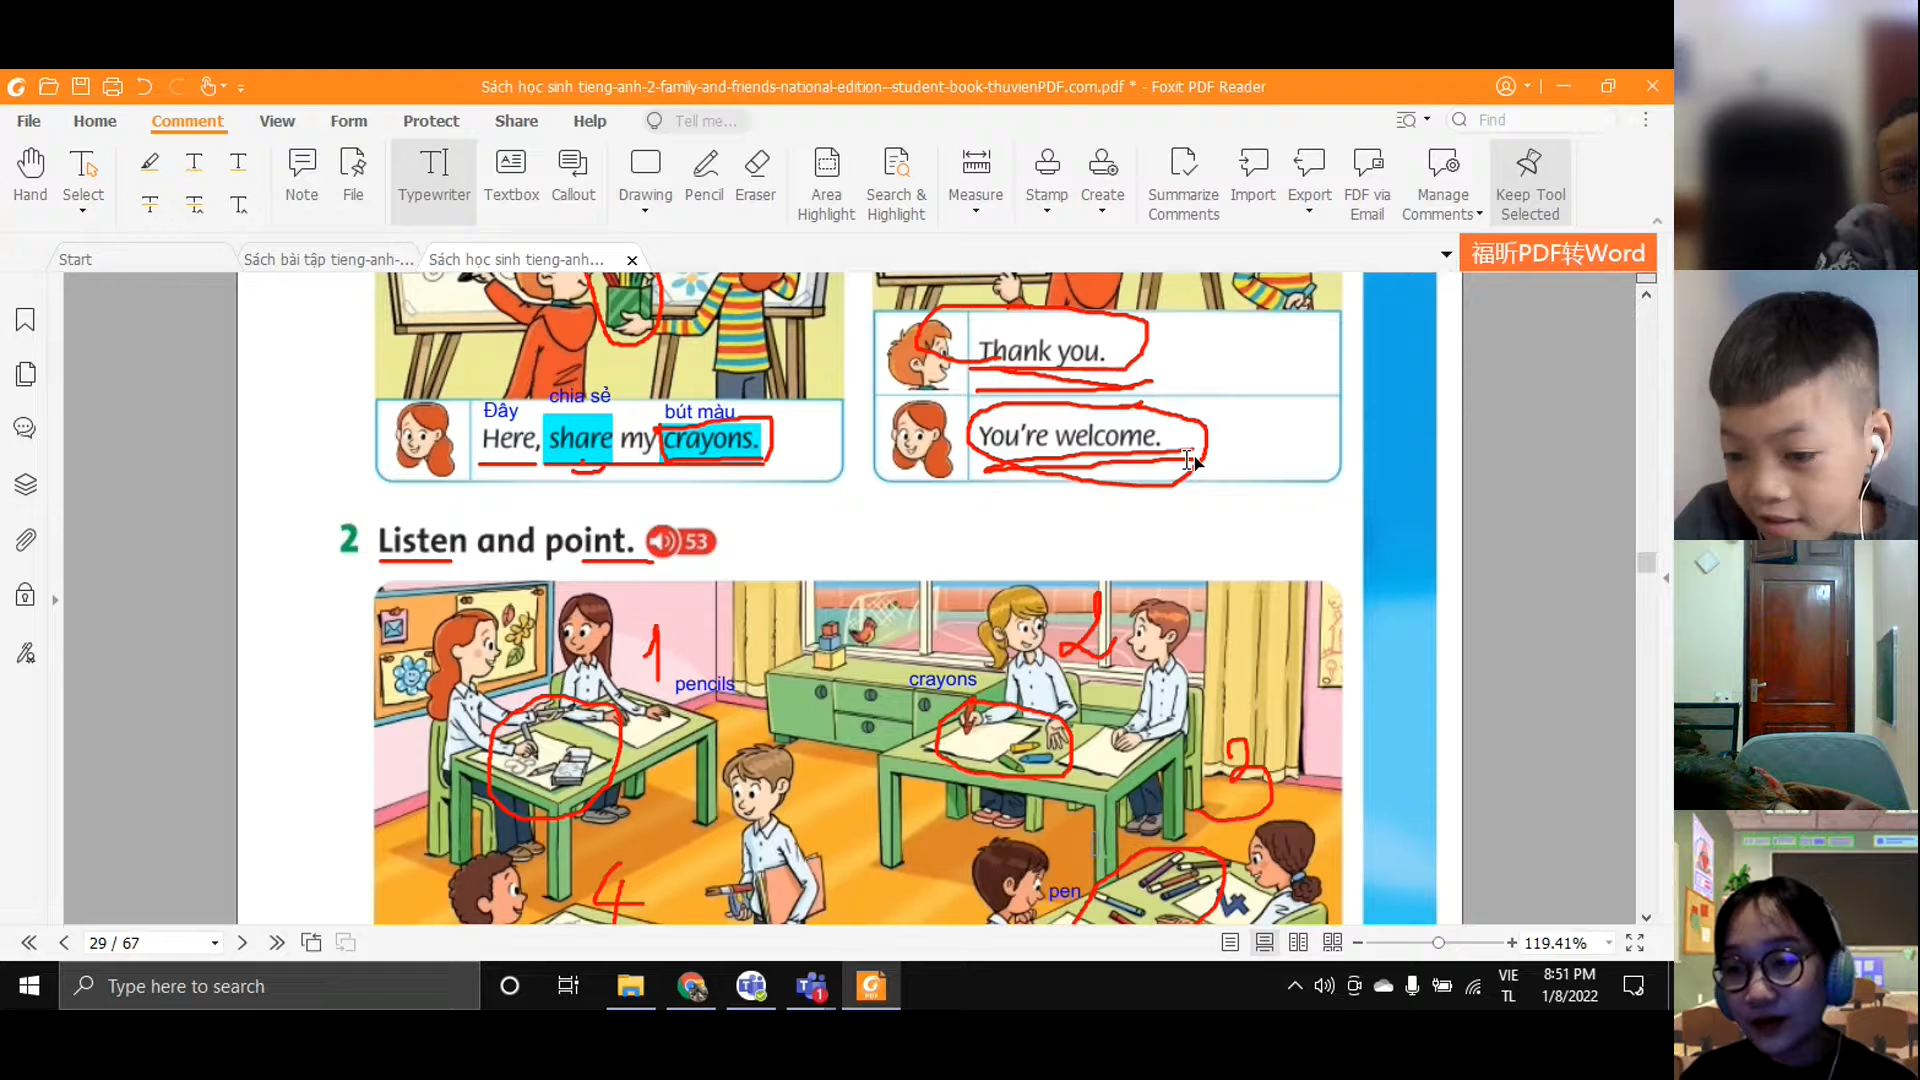 Sách học sinh tieng-anh-2-family-and-friends-national-edition--student-book-thuvienPDF.com.pdf * - Foxit PDF Reader
File Home Comment View Form Protect Share Help Tell me... Find
Hand Select Note File Typewriter Textbox Callout Drawing Pencil Eraser Area Highlight Search & Highlight Measure Stamp Create Summarize Comments Import Export FDF via Email Manage Comments Keep Tool Selected
Start Sách bài tập tieng-anh-... Sách học sinh tieng-anh... 福昕PDF转Word
Thank you.
chia sẻ
Đây bút màu
Here, share my crayons.
You're welcome.
2 Listen and point. 53
1
2
pencils
crayons
3
4
pen
29 / 67 119.41%
Type here to search
VIE
TL
8:51 PM
1/8/2022
1